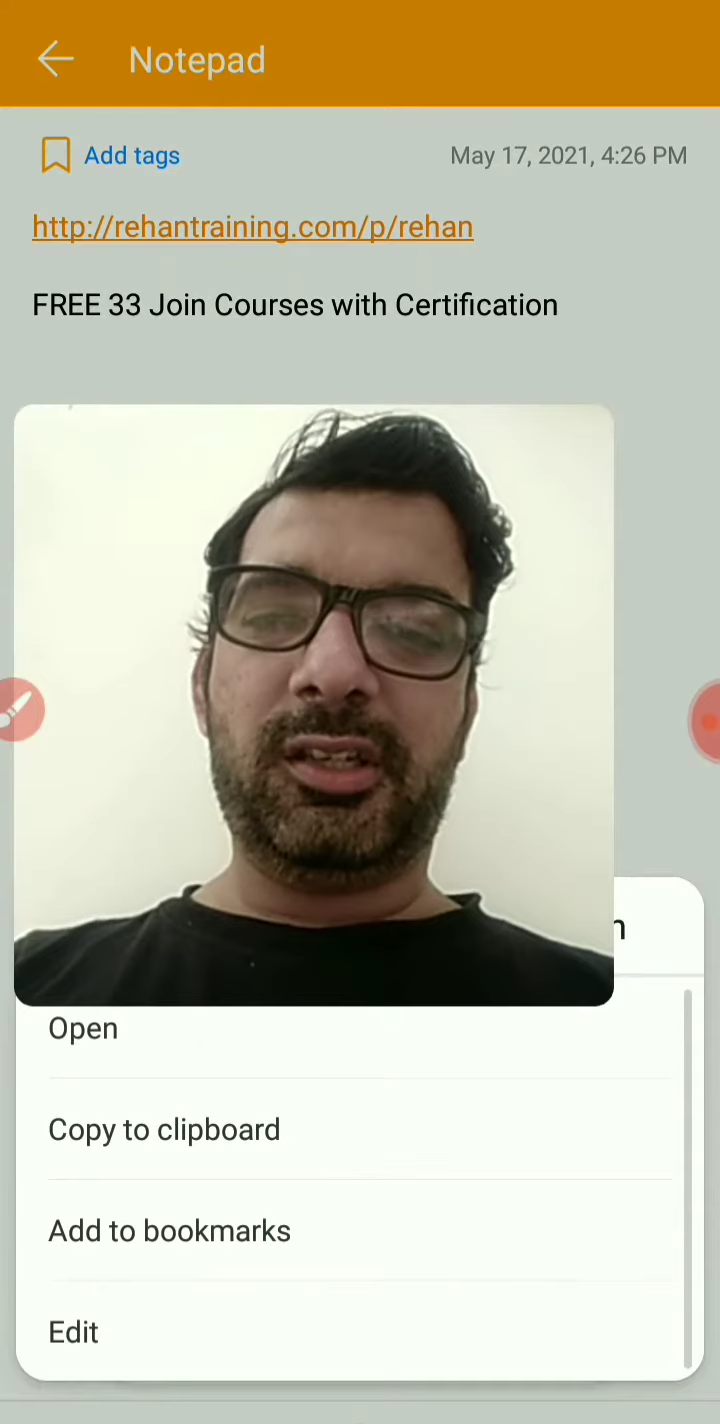 Notepad
Add tags
May 17, 2021, 4:26 PM
http://rehantraining.com/p/rehan
FREE 33 Join Courses with Certification
n
Open
Copy to clipboard
Add to bookmarks
Edit